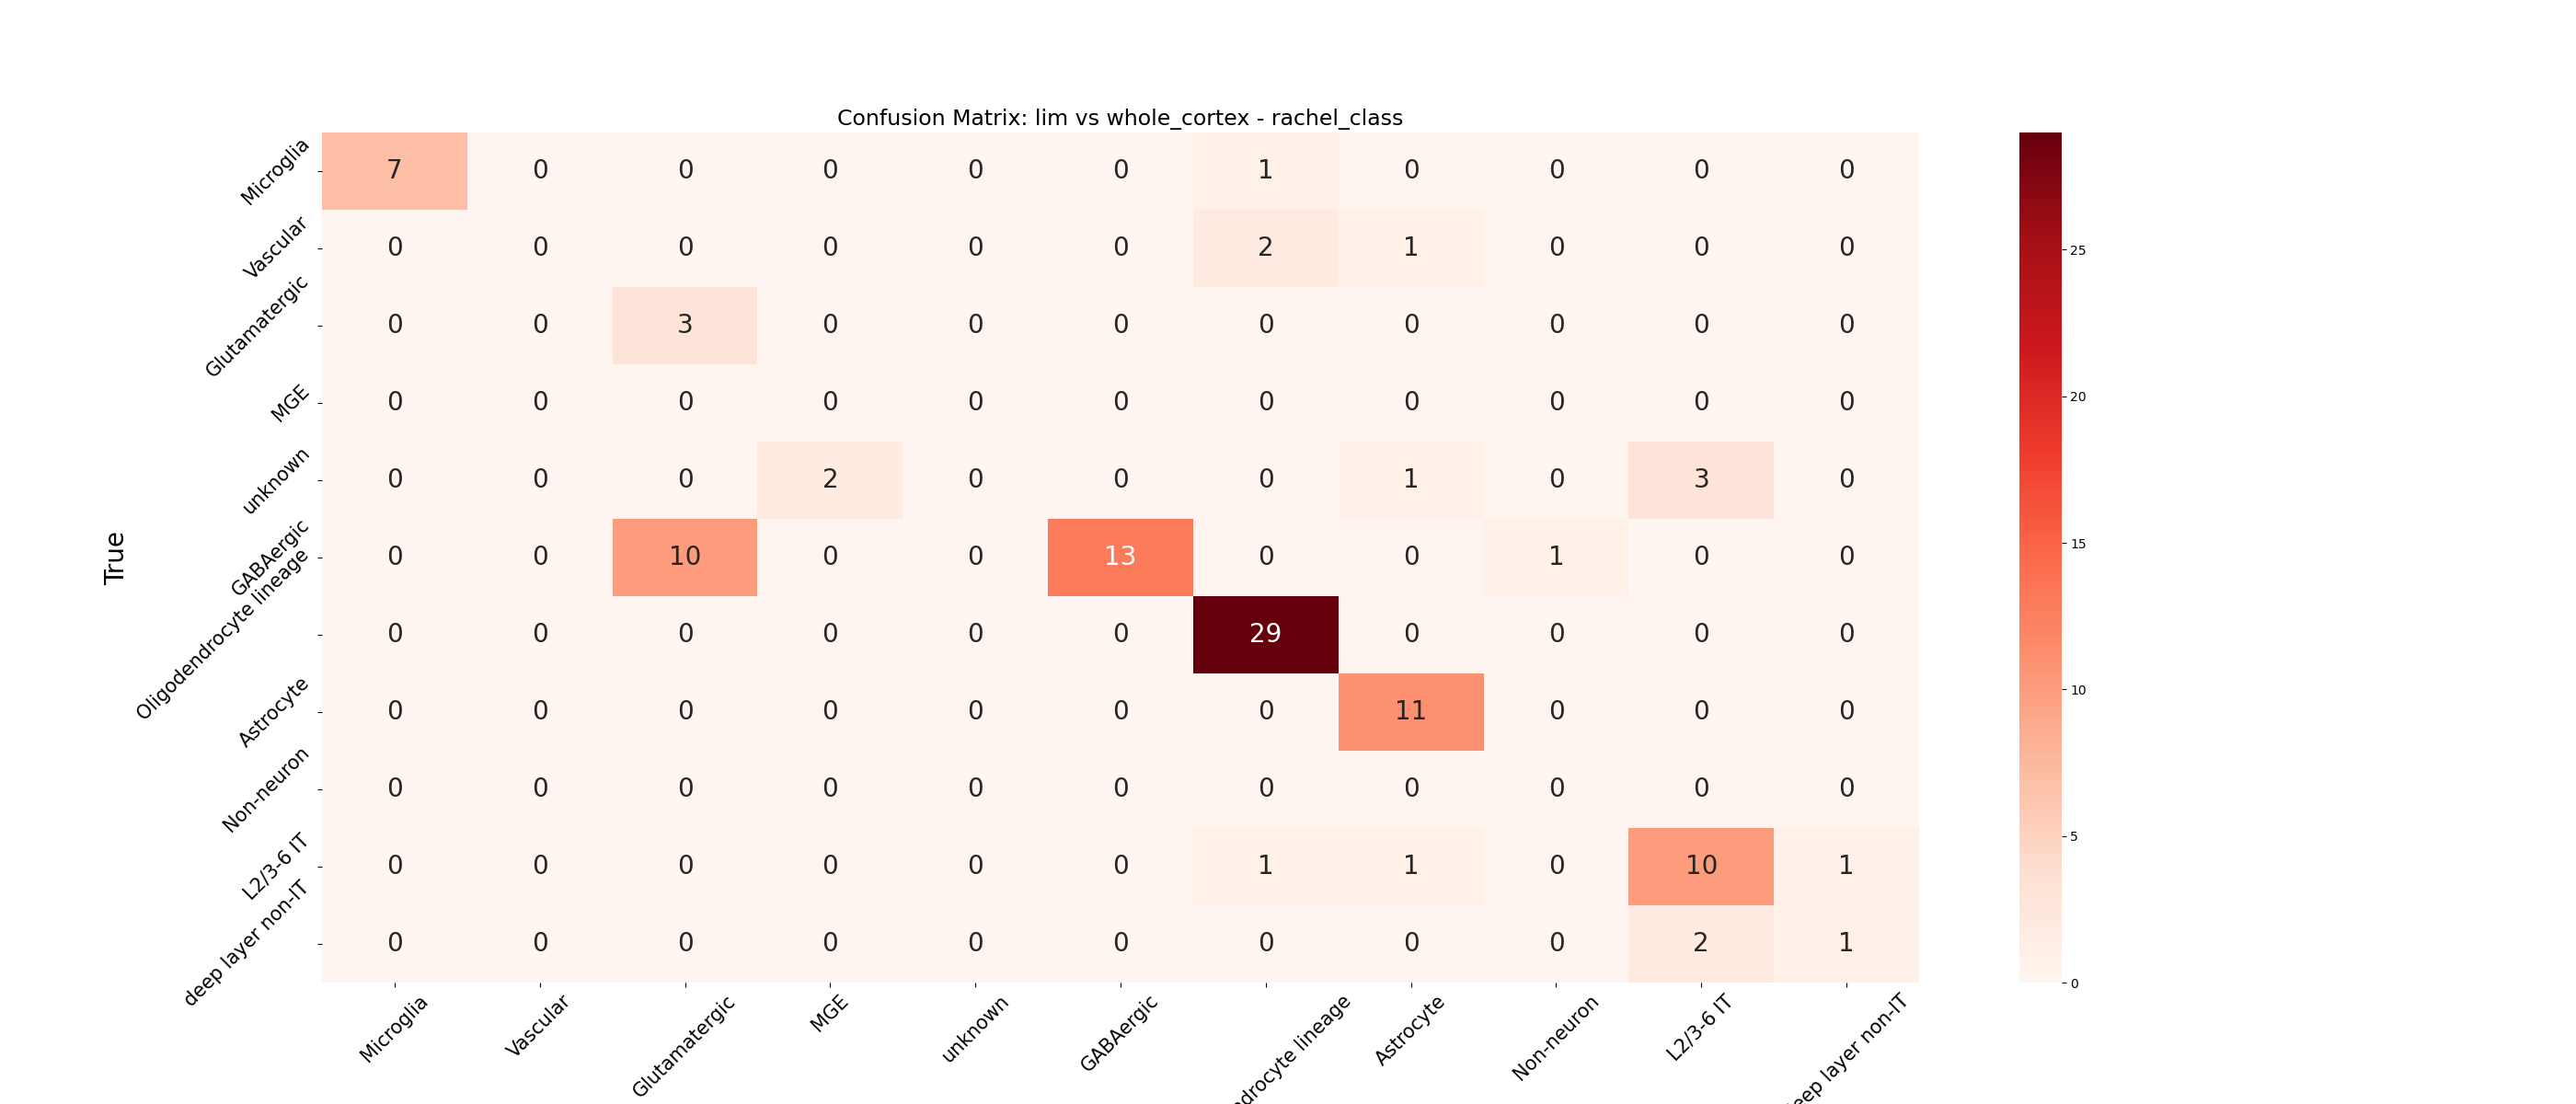 Confusion Matrix: lim vs whole_cortex - rachel_class
Microglia 7 0 0 0 0 0 1 0 0 0 0
Vascular 0 0 0 0 0 0 2 1 0 0 0
25
Glutamatergic 0 0 3 0 0 0 0 0 0 0 0
MGE 0 0 0 0 0 0 0 0 0 0 0
20
unknown 0 0 0 2 0 0 0 1 0 3 0
True
GABAergic 0 0 10 0 0 13 0 0 1 0 0
15
Oligodendrocyte lineage 0 0 0 0 0 0 29 0 0 0 0
10
Astrocyte 0 0 0 0 0 0 0 11 0 0 0
Non-neuron 0 0 0 0 0 0 0 0 0 0 0
5
L2/3-6 IT 0 0 0 0 0 0 1 1 0 10 1
deep layer non-IT 0 0 0 0 0 0 0 0 0 2 1
0
Microglia Vascular Glutamatergic MGE unknown GABAergic lineage Astrocyte Non-neuron L2/3-6 IT layer non-IT